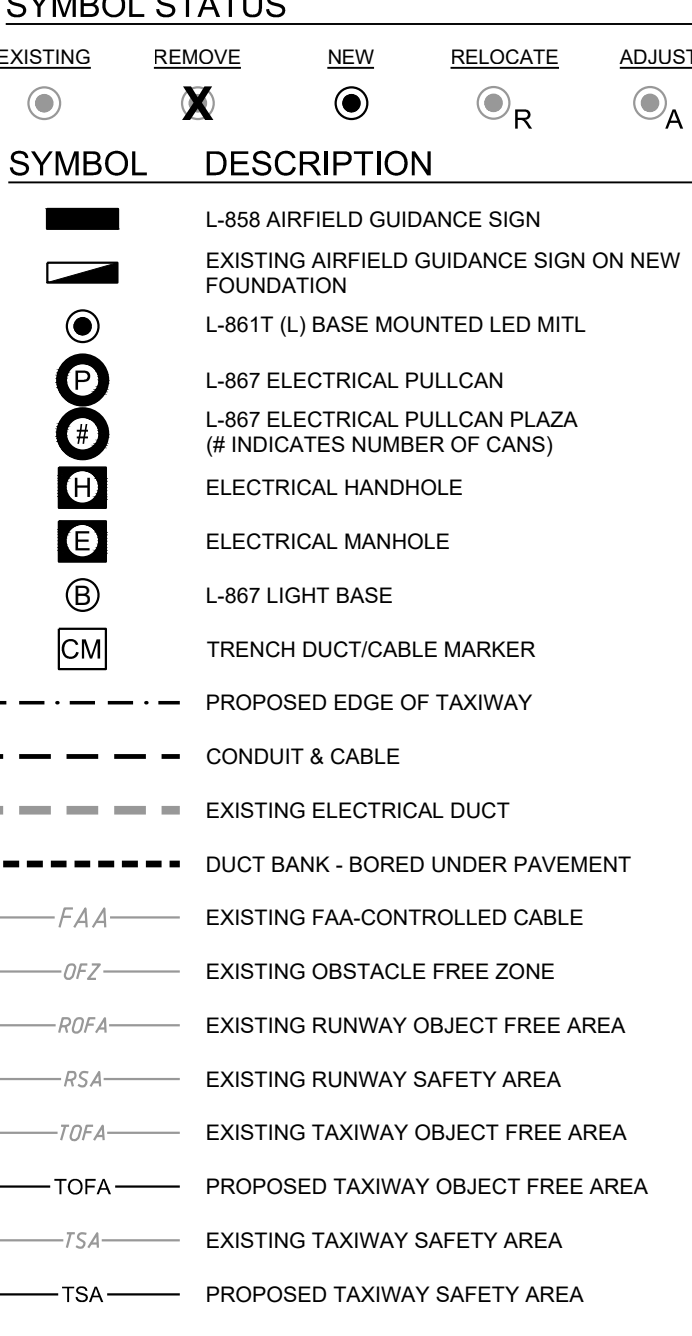 SYMBOL STATUS
EXISTING REMOVE NEW RELOCATE ADJUST
X R A
SYMBOL DESCRIPTION
L-858 AIRFIELD GUIDANCE SIGN
EXISTING AIRFIELD GUIDANCE SIGN ON NEW
FOUNDATION
L-861T (L) BASE MOUNTED LED MITL
P L-867 ELECTRICAL PULLCAN
# L-867 ELECTRICAL PULLCAN PLAZA
(# INDICATES NUMBER OF CANS)
H ELECTRICAL HANDHOLE
E ELECTRICAL MANHOLE
B L-867 LIGHT BASE
CM TRENCH DUCT/CABLE MARKER
PROPOSED EDGE OF TAXIWAY
CONDUIT & CABLE
EXISTING ELECTRICAL DUCT
DUCT BANK - BORED UNDER PAVEMENT
FAA EXISTING FAA-CONTROLLED CABLE
OFZ EXISTING OBSTACLE FREE ZONE
ROFA EXISTING RUNWAY OBJECT FREE AREA
RSA EXISTING RUNWAY SAFETY AREA
TOFA EXISTING TAXIWAY OBJECT FREE AREA
TOFA PROPOSED TAXIWAY OBJECT FREE AREA
TSA EXISTING TAXIWAY SAFETY AREA
TSA PROPOSED TAXIWAY SAFETY AREA